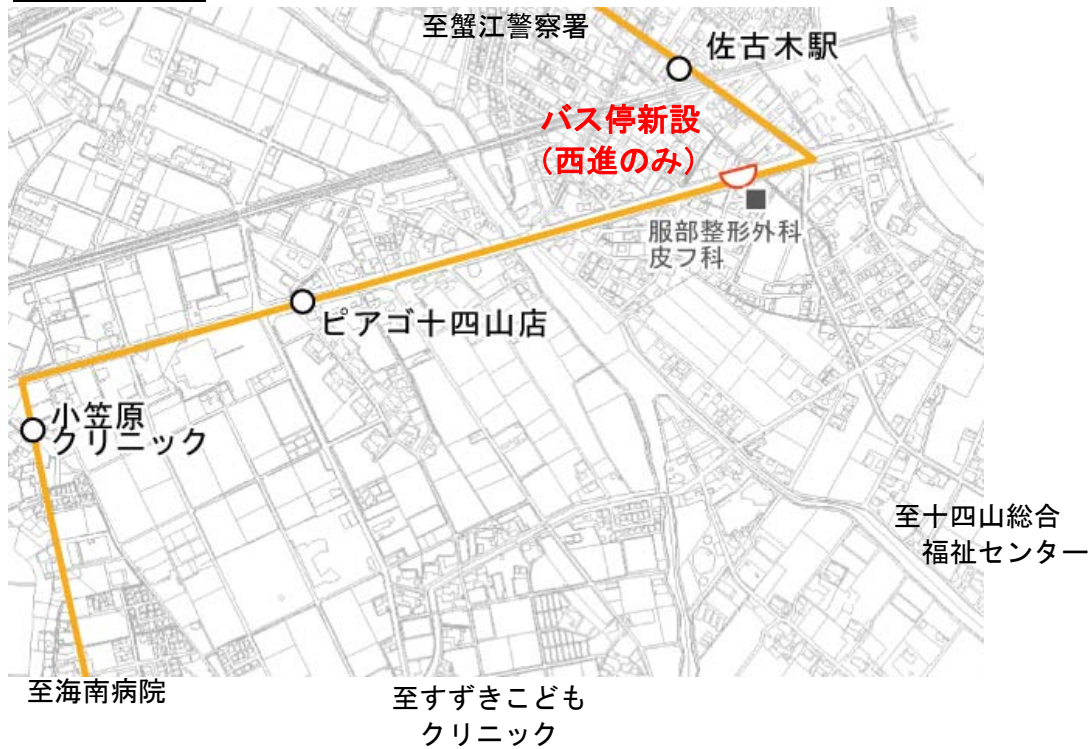 至蟹江警察署
佐古木駅
バス停新設
（西進のみ）
服部整形外科
皮フ科
ピアゴ十四山店
小笠原
クリニック
至十四山総合
福祉センター
至海南病院
至すずきこども
クリニック